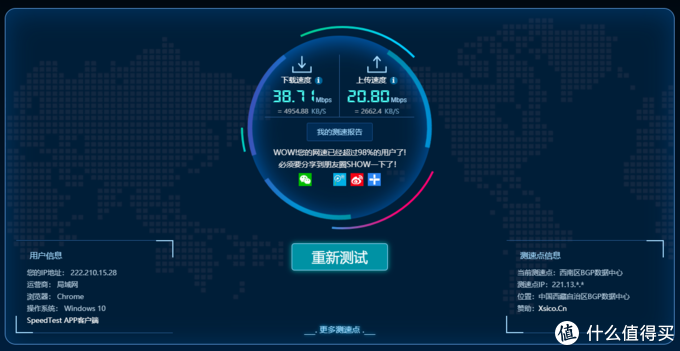 下载速度
上传速度
38.71 Mbps
20.80 Mbps
= 4954.88 KB/S
= 2662.4 KB/S
我的测速报告
WOW!您的网速已经超过98%的用户了!
必须要分享到朋友圈SHOW一下了!
重新测试
用户信息
您的IP地址： 222.210.15.28
运营商： 局域网
浏览器： Chrome
操作系统： Windows 10
SpeedTest APP客户端
测速点信息
当前测速点：西南区BGP数据中心
测速点IP：221.13.*.*
位置：中国西藏自治区BGP数据中心
赞助：Xsico.Cn
更多测速点
值 什么值得买